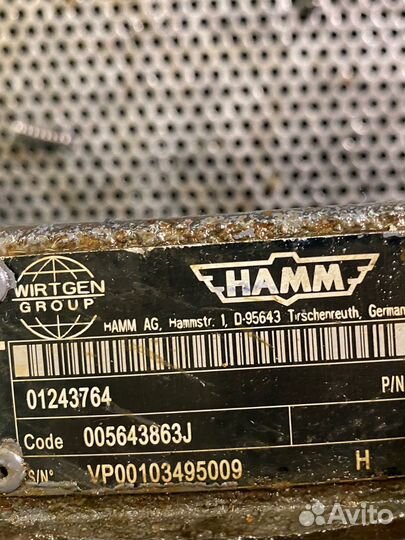 WIRTGEN
GROUP
HAMM
HAMM AG, Hammstr. 1, D-95643 Tirschenreuth, German
01243764 P/N
Code 005643863J
S/N° VP00103495009 H
Avito